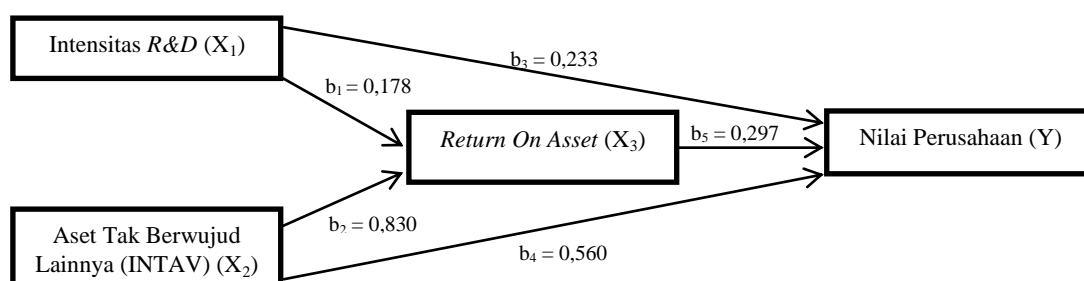 Intensitas R&D (X₁)
b₃ = 0,233
b₁ = 0,178
Return On Asset (X₃)
b₅ = 0,297
Nilai Perusahaan (Y)
b₂ = 0,830
Aset Tak Berwujud
Lainnya (INTAV) (X₂)
b₄ = 0,560